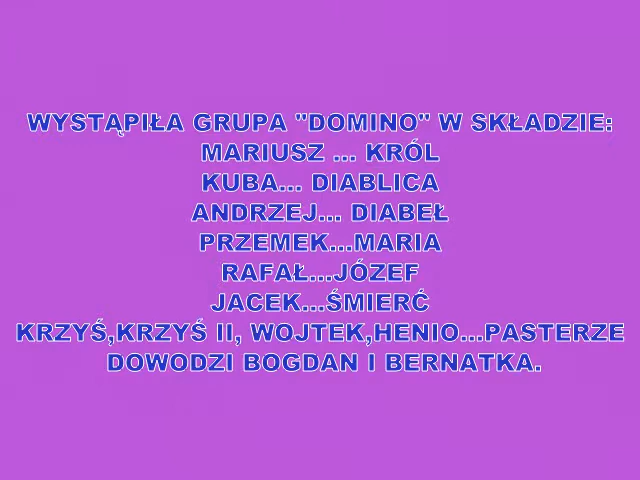 WYSTĄPIŁA GRUPA "DOMINO" W SKŁADZIE:
MARIUSZ ... KRÓL
KUBA... DIABLICA
ANDRZEJ... DIABEŁ
PRZEMEK...MARIA
RAFAŁ...JÓZEF
JACEK...ŚMIERĆ
KRZYŚ,KRZYŚ II, WOJTEK,HENIO...PASTERZE
DOWODZI BOGDAN I BERNATKA.